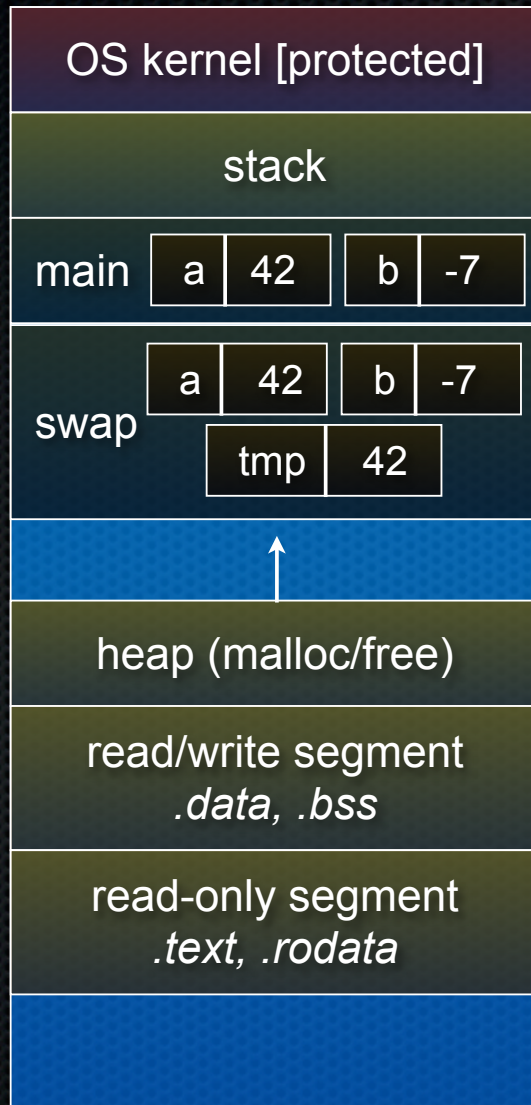 OS kernel [protected]
stack
main a 42 b -7
a 42 b -7
swap
tmp 42
heap (malloc/free)
read/write segment
.data, .bss
read-only segment
.text, .rodata